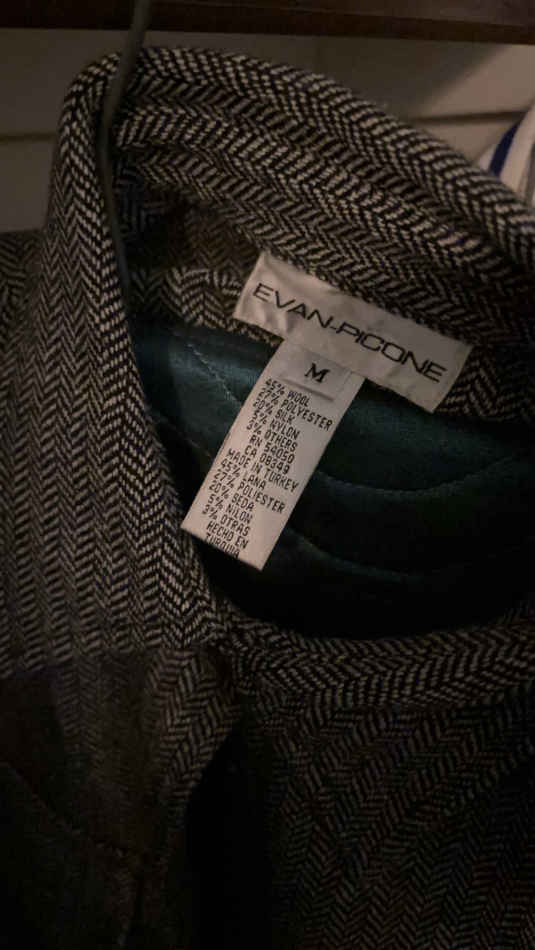 EVAN-PICONE
M
45% WOOL
27% POLYESTER
20% SILK
5% NYLON
3% OTHERS
RN 54050
CA 08349
MADE IN TURKEY
45% LANA
27% POLIESTER
20% SEDA
5% NILON
3% OTRAS
HECHO EN
TURQUIA